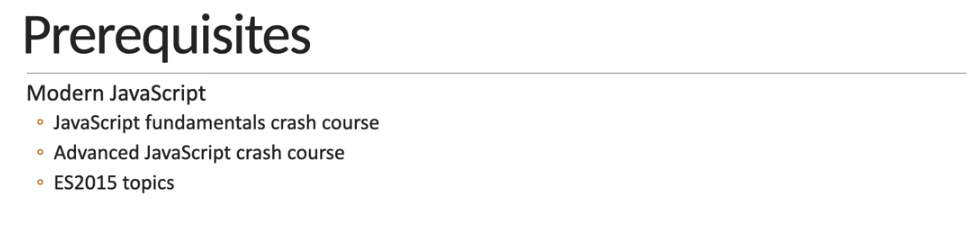 Prerequisites
Modern JavaScript
JavaScript fundamentals crash course
Advanced JavaScript crash course
ES2015 topics